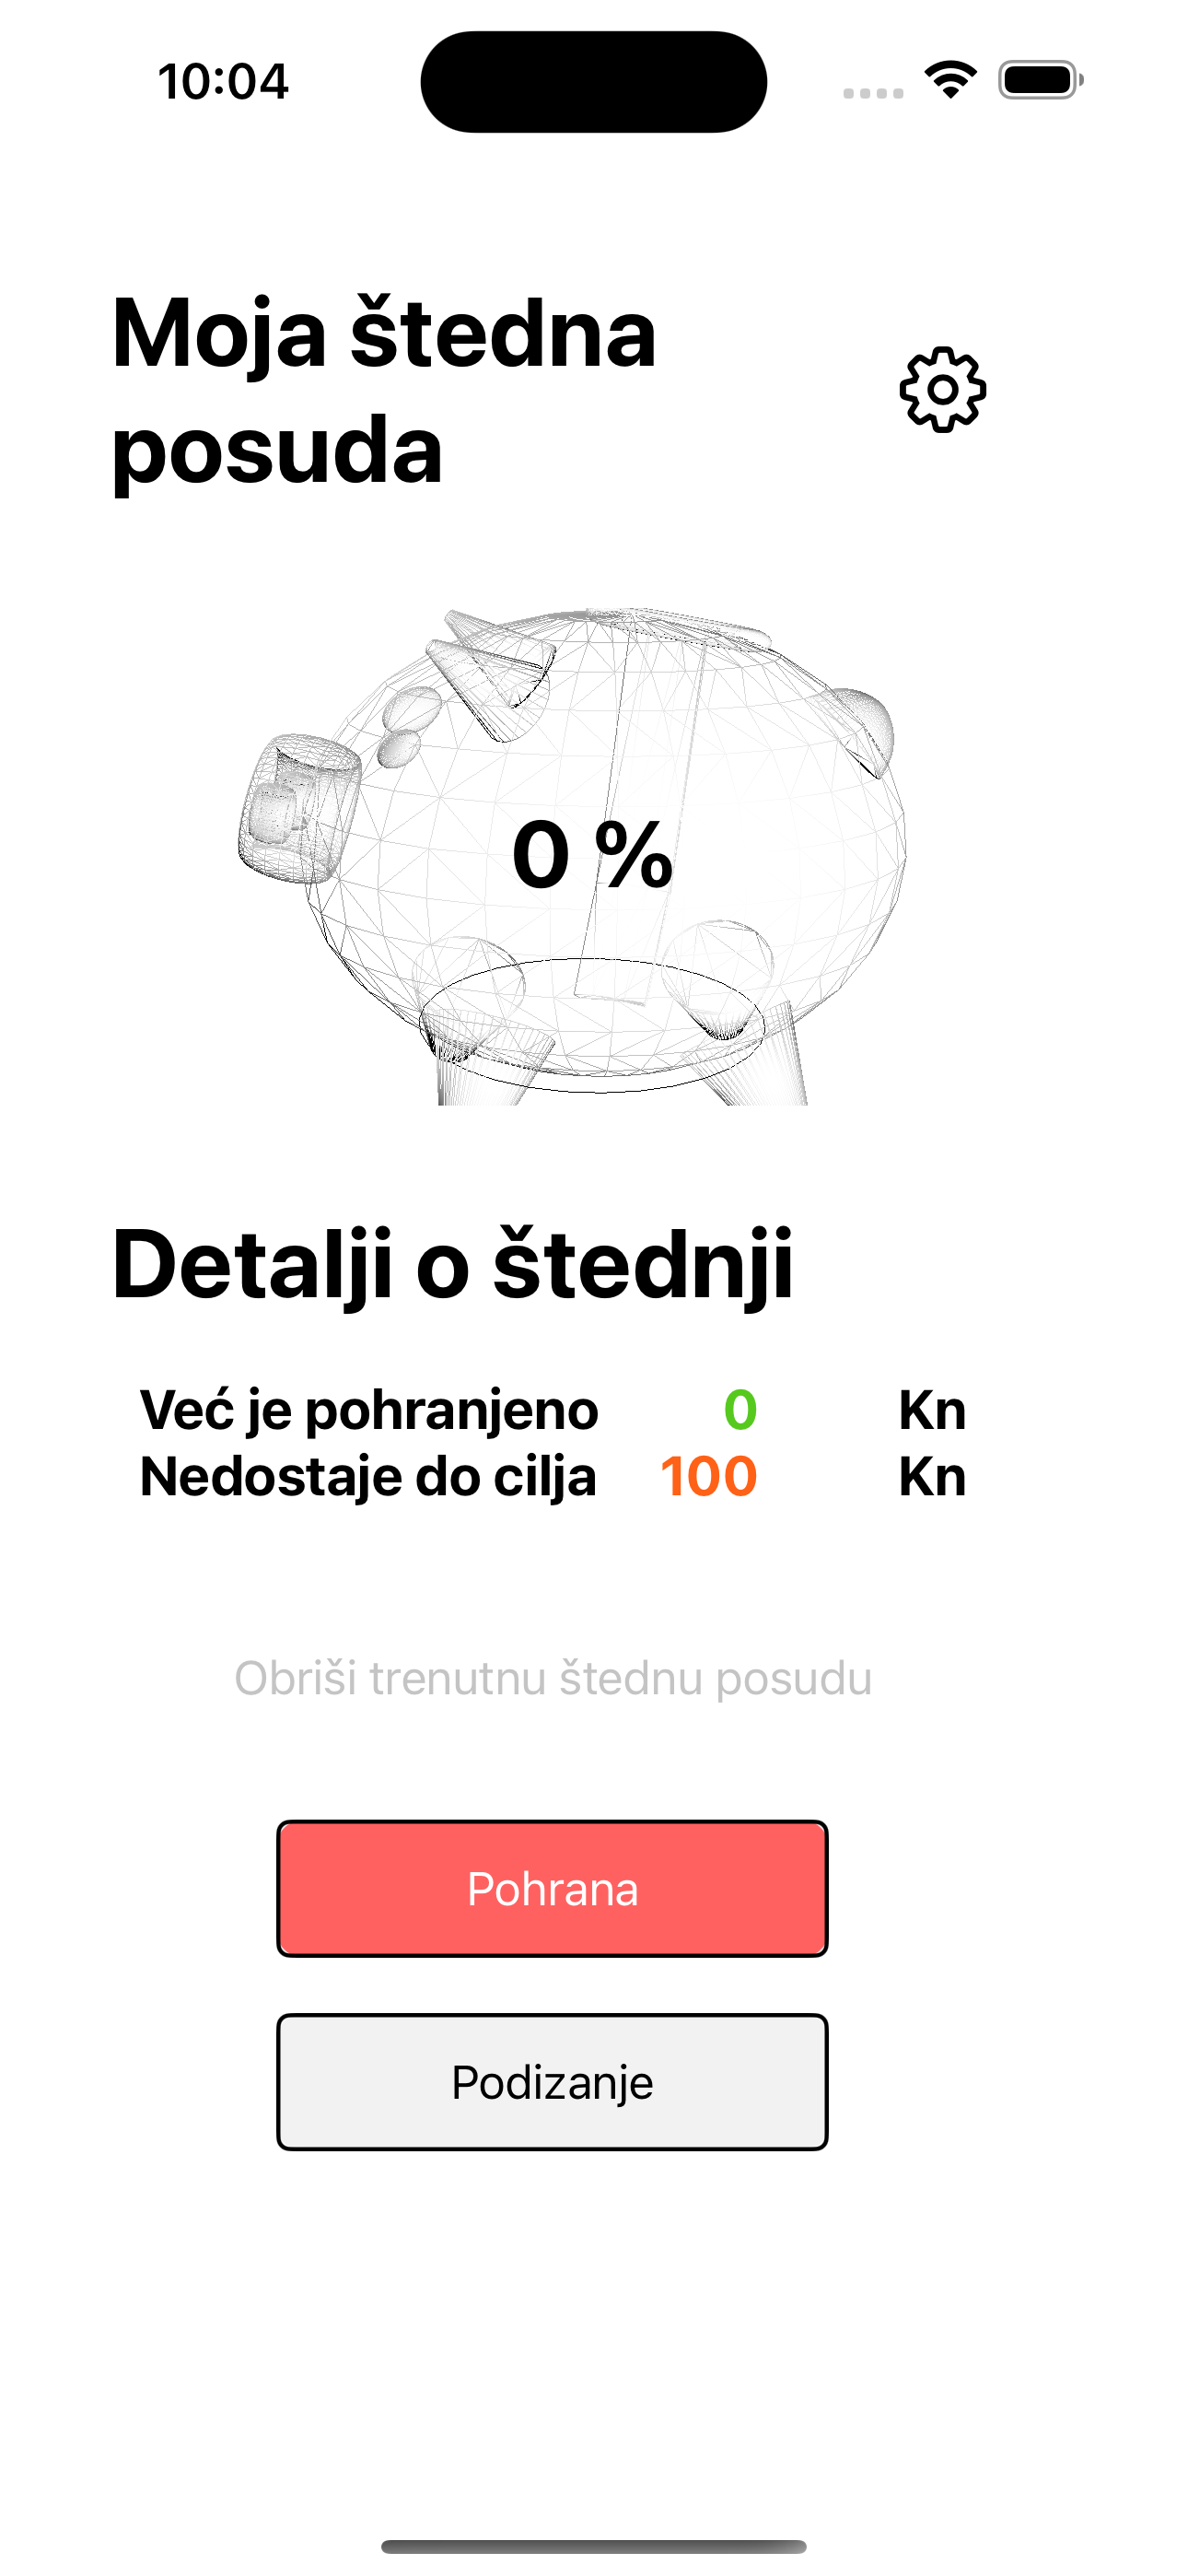 10:04
Moja štedna
posuda
0 %
Detalji o štednji
Već je pohranjeno 0 Kn
Nedostaje do cilja 100 Kn
Obriši trenutnu štednu posudu
Pohrana
Podizanje